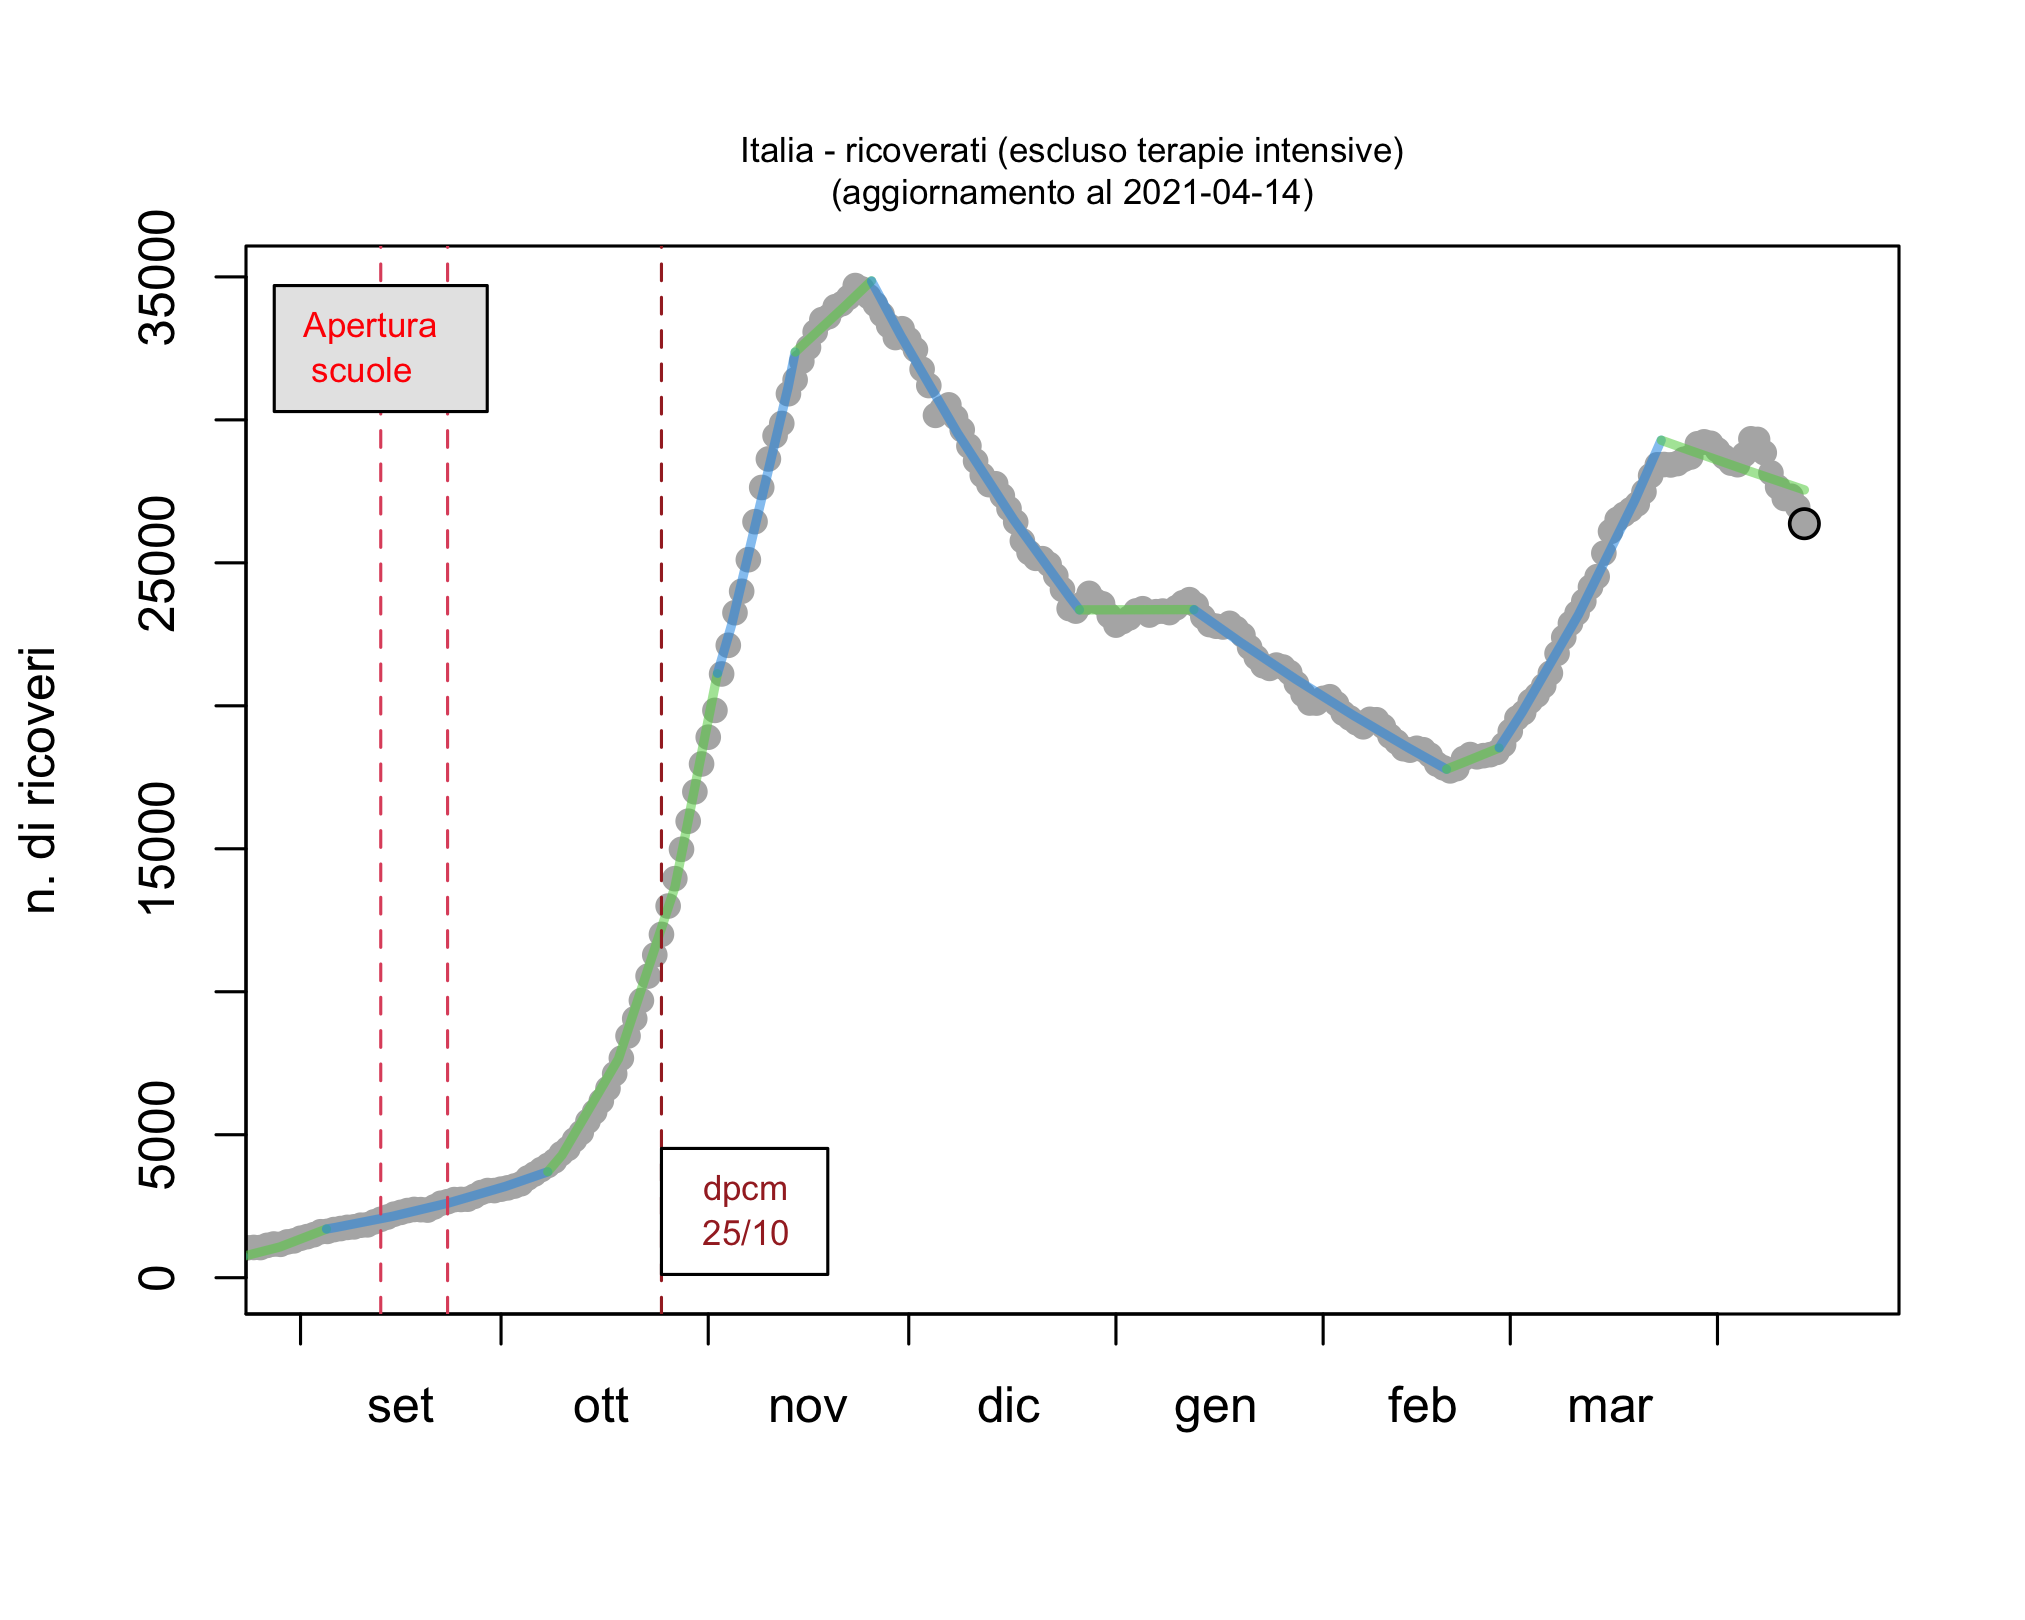 Italia - ricoverati (escluso terapie intensive)
(aggiornamento al 2021-04-14)
35000
25000
15000
5000
0
n. di ricoveri
Apertura
scuole
dpcm
25/10
set ott nov dic gen feb mar